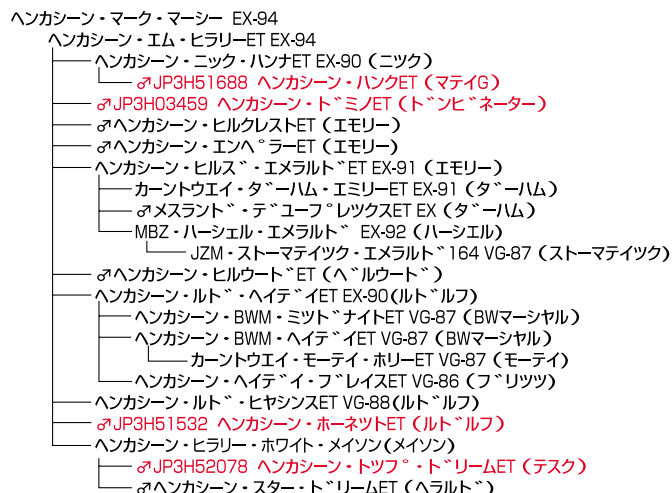 ヘンカシーン・マーク・マーシー EX-94
ヘンカシーン・エム・ヒラリーET EX-94
ヘンカシーン・ニック・ハンナET EX-90（ニツク）
♂JP3H51688 ヘンカシーン・ハンクET（マテイG）
♂JP3H03459 ヘンカシーン・ト゛ミノET（ト゛ンヒ゛ネーター）
♂ヘンカシーン・ヒルクレストET（エモリー）
♂ヘンカシーン・エンヘ゜ラーET（エモリー）
ヘンカシーン・ヒルス゛・エメラルト゛ET EX-91（エモリー）
カーントウエイ・タ゛ーハム・エミリーET EX-91（タ゛ーハム）
♂メスラント゛・テ゛ユーフ゜レツクスET EX（タ゛ーハム）
MBZ・ハーシェル・エメラルト゛ EX-92（ハーシエル）
JZM・ストーマテイツク・エメラルト゛164 VG-87（ストーマテイツク）
♂ヘンカシーン・ヒルウート゛ET（ヘ゛ルウート゛）
ヘンカシーン・ルト゛・ヘイテ゛イET EX-90(ルト゛ルフ）
ヘンカシーン・BWM・ミツト゛ナイトET VG-87（BWマーシヤル）
ヘンカシーン・BWM・ヘイテ゛イET VG-87（BWマーシヤル）
カーントウエイ・モーテイ・ホリーET VG-87（モーテイ）
ヘンカシーン・ヘイテ゛イ・フ゛レイスET VG-86（フ゛リツツ）
ヘンカシーン・ルト゛・ヒヤシンスET VG-88(ルト゛ルフ）
♂JP3H51532 ヘンカシーン・ホーネツトET（ルト゛ルフ）
ヘンカシーン・ヒラリー・ホワイト・メイソン(メイソン）
♂JP3H52078 ヘンカシーン・トツフ゜・ト゛リームET（テスク）
♂ヘンカシーン・スター・ト゛リームET（ヘラルト゛）